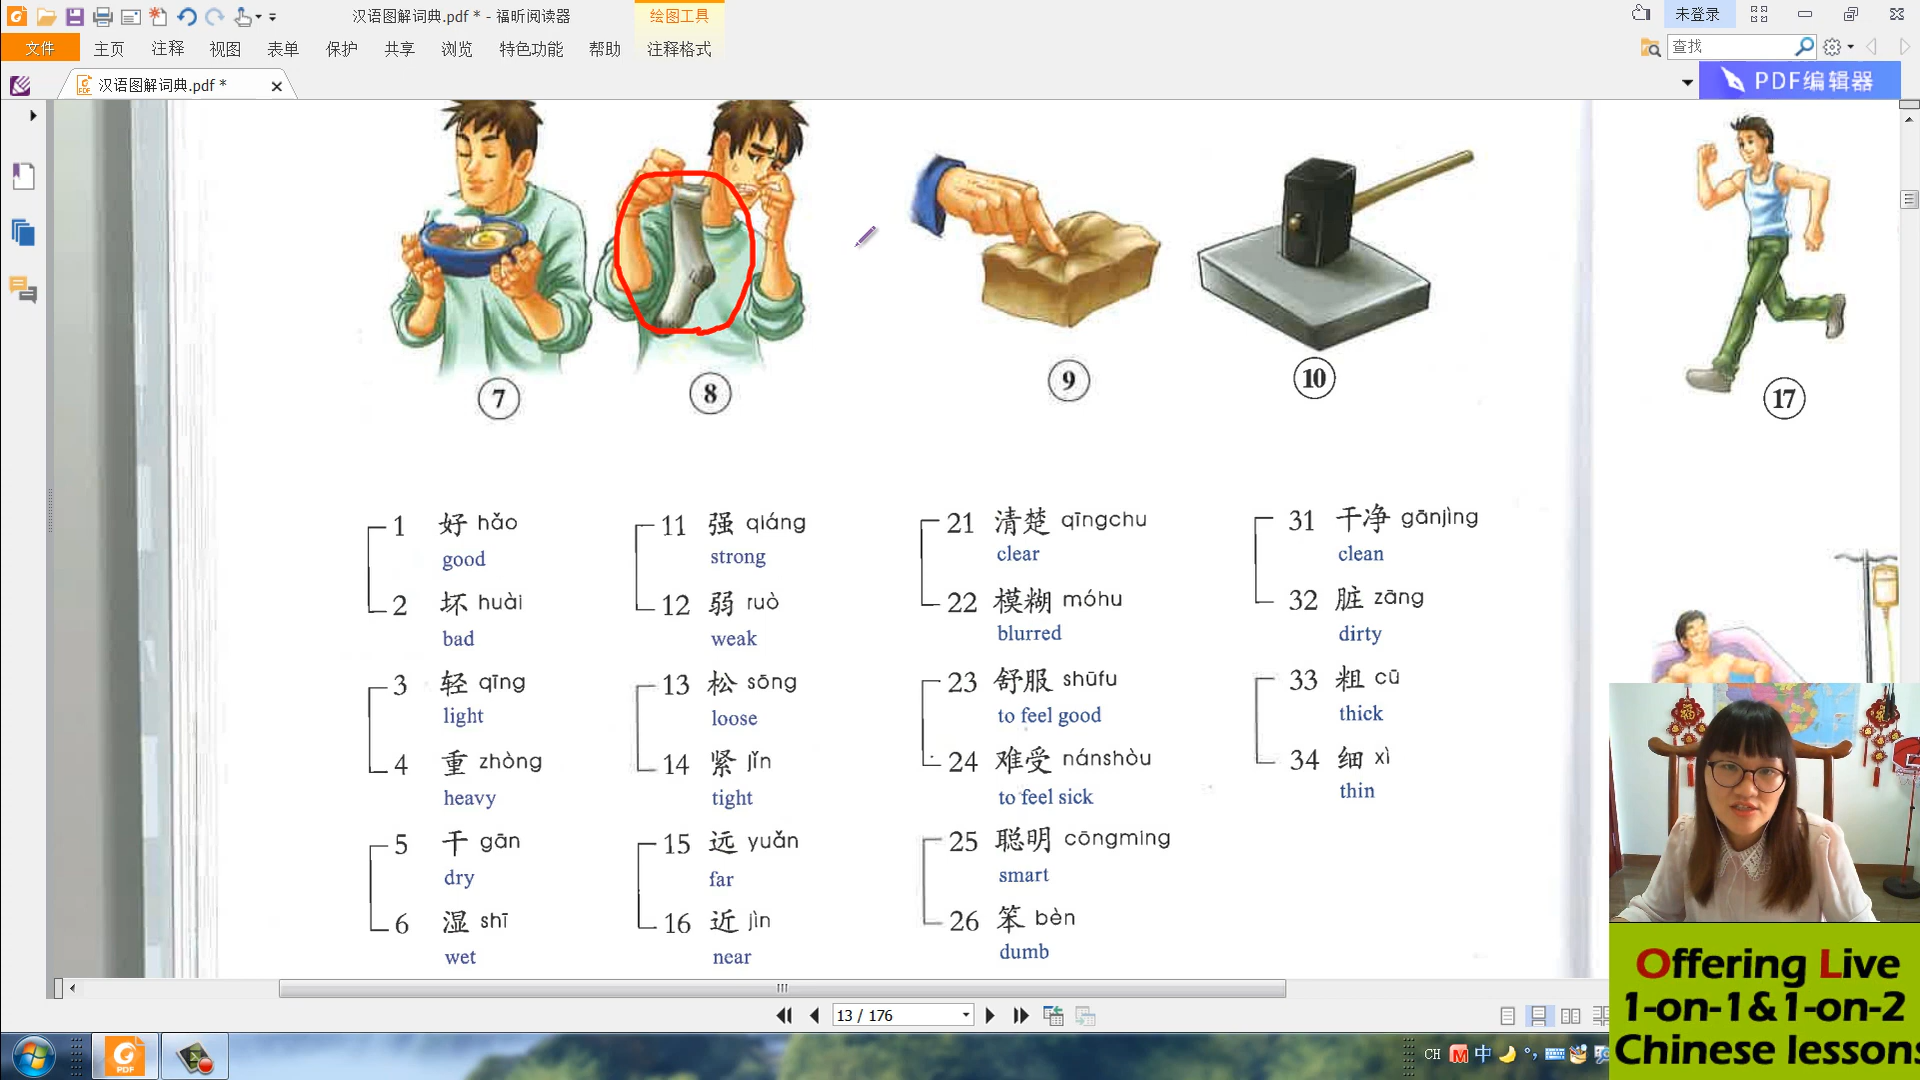 汉语图解词典.pdf * - 福昕阅读器
绘图工具
未登录
文件 主页 注释 视图 表单 保护 共享 浏览 特色功能 帮助 注释格式
查找
汉语图解词典.pdf *
PDF编辑器
7
8
9
10
17
1 好 hǎo
good
2 坏 huài
bad
3 轻 qīng
light
4 重 zhòng
heavy
5 干 gān
dry
6 湿 shī
wet
11 强 qiáng
strong
12 弱 ruò
weak
13 松 sōng
loose
14 紧 jǐn
tight
15 远 yuǎn
far
16 近 jìn
near
21 清楚 qīngchu
clear
22 模糊 móhu
blurred
23 舒服 shūfu
to feel good
24 难受 nánshòu
to feel sick
25 聪明 cōngming
smart
26 笨 bèn
dumb
31 干净 gānjìng
clean
32 脏 zāng
dirty
33 粗 cū
thick
34 细 xì
thin
13 / 176
Offering Live
1-on-1&1-on-2
Chinese lessons
PDF
CH M 中